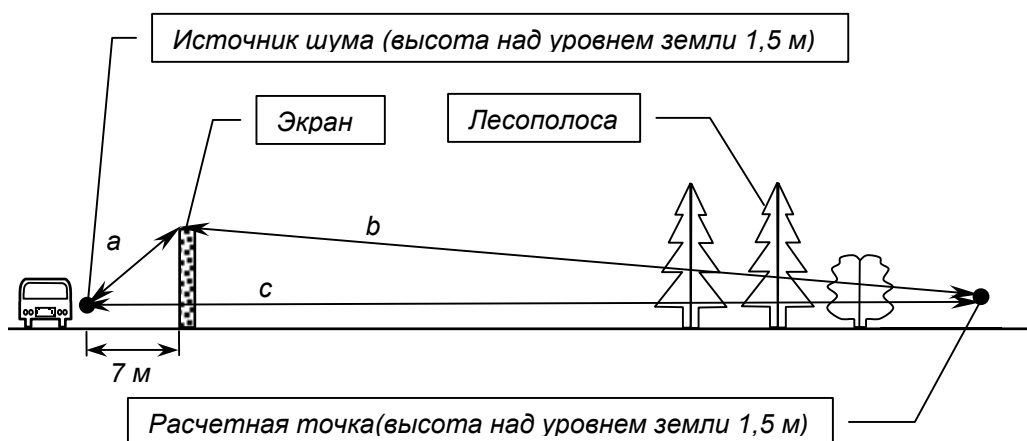 Источник шума (высота над уровнем земли 1,5 м)
Экран
Лесополоса
a
b
c
7 м
Расчетная точка(высота над уровнем земли 1,5 м)